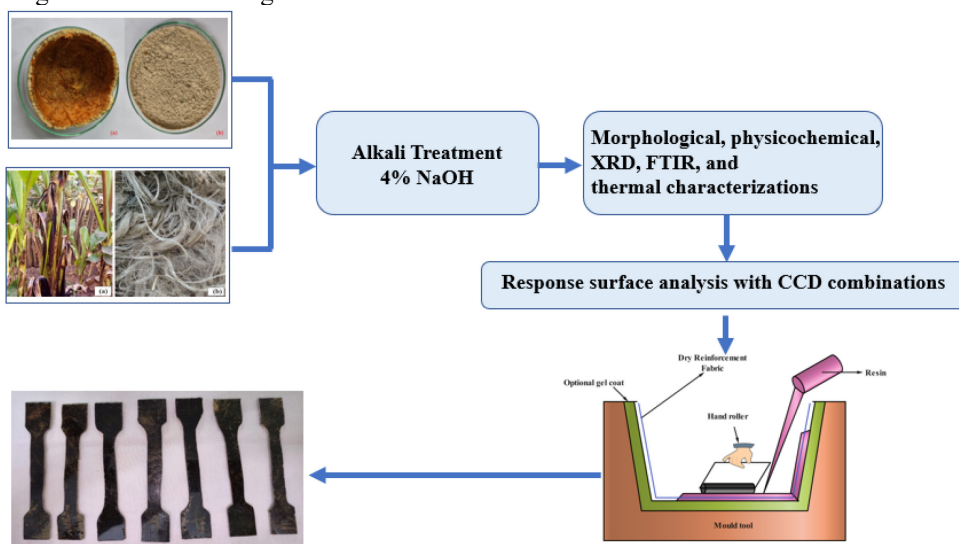 (a)
(b)
(a)
(b)
Alkali Treatment
4% NaOH
Morphological, physicochemical,
XRD, FTIR, and
thermal characterizations
Response surface analysis with CCD combinations
Dry Reinforcement
Fabric
Optional gel coat
Resin
Hand roller
Mould tool